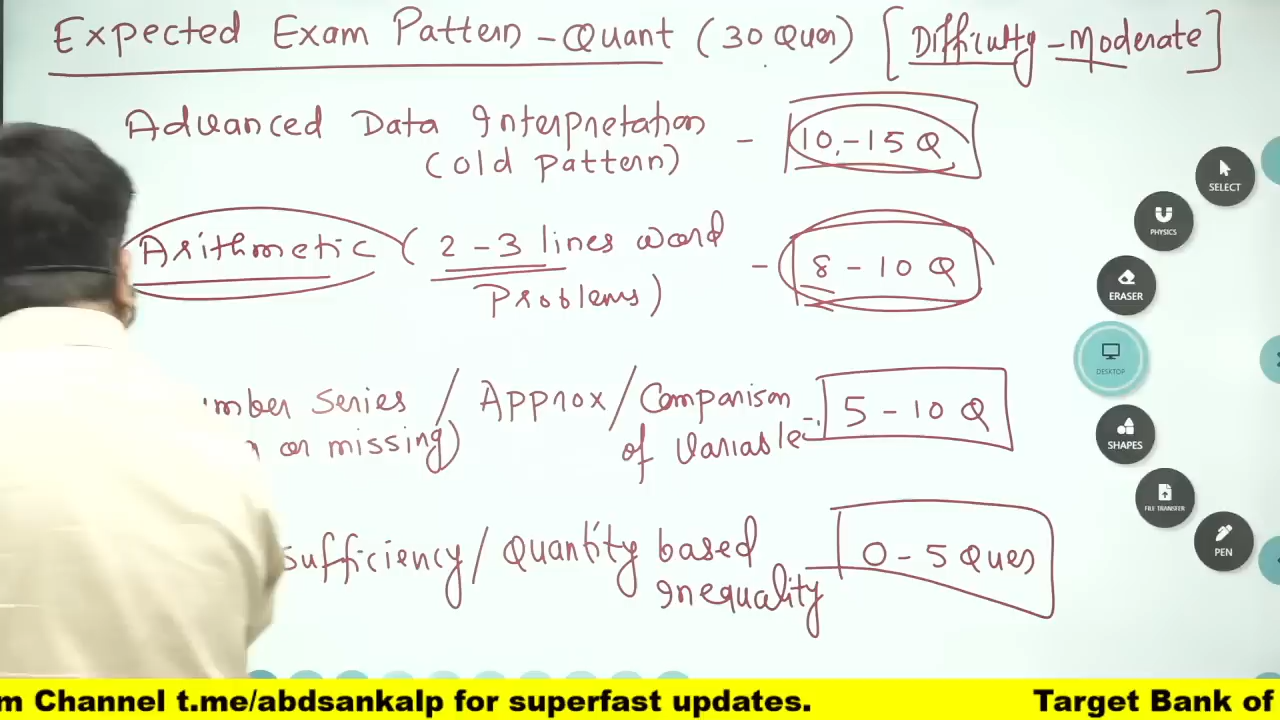 Expected Exam Pattern - Quant (30 Ques) [Difficulty - Moderate]
Advanced Data Interpretation - 10-15 Q
(old pattern)
Arithmetic (2-3 lines word - 8-10 Q
Problems)
mber Series / Approx / Comparison - 5-10 Q
or missing) of Variable
Sufficiency / Quantity based 0-5 Ques
Inequality
SELECT
PHYSICS
ERASER
DESKTOP
SHAPES
FILE TRANSFER
PEN
m Channel t.me/abdsankalp for superfast updates. Target Bank of